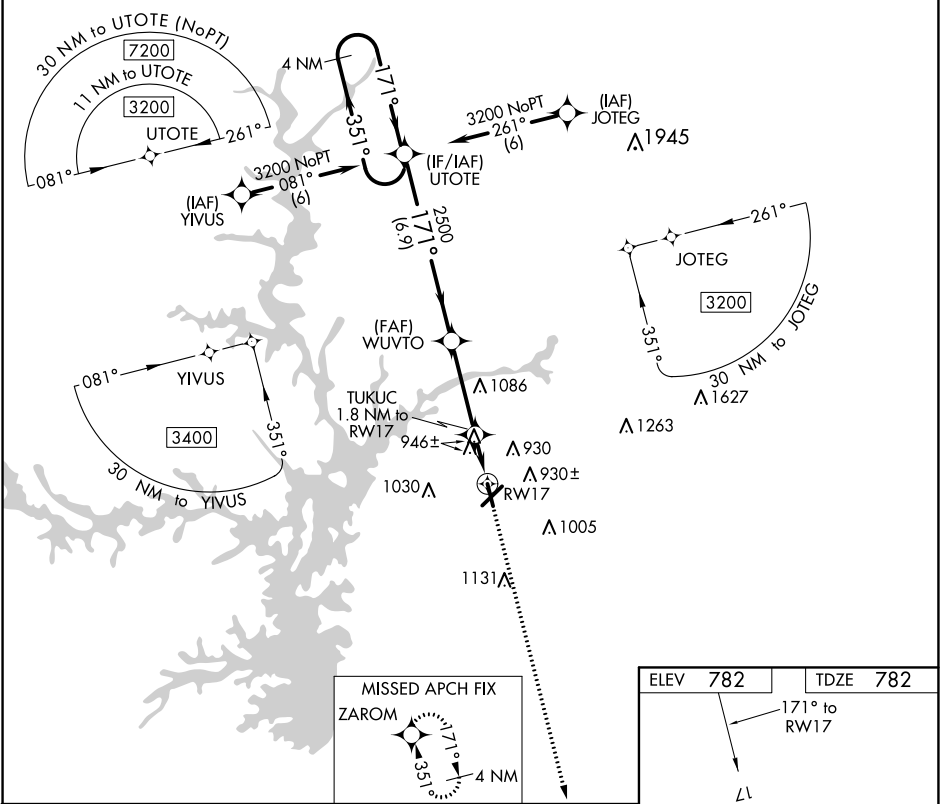 30 NM to UTOTE (NoPT)
7200
11 NM to UTOTE
3200
UTOTE
081°
261°
4 NM
171°
351°
3200 NoPT
261°
(6)
(IAF)
JOTEG
1945
(IF/IAF)
UTOTE
3200 NoPT
081°
(6)
(IAF)
YIVUS
2500
171°
(6.9)
261°
JOTEG
3200
351°
30 NM to JOTEG
(FAF)
WUVTO
081°
YIVUS
3400
351°
30 NM to YIVUS
1086
TUKUC
1.8 NM to
RW17
946±
930
930±
RW17
1030
1627
1263
1005
1131
MISSED APCH FIX
ZAROM
171°
351°
4 NM
ELEV 782
TDZE 782
171° to
RW17
17